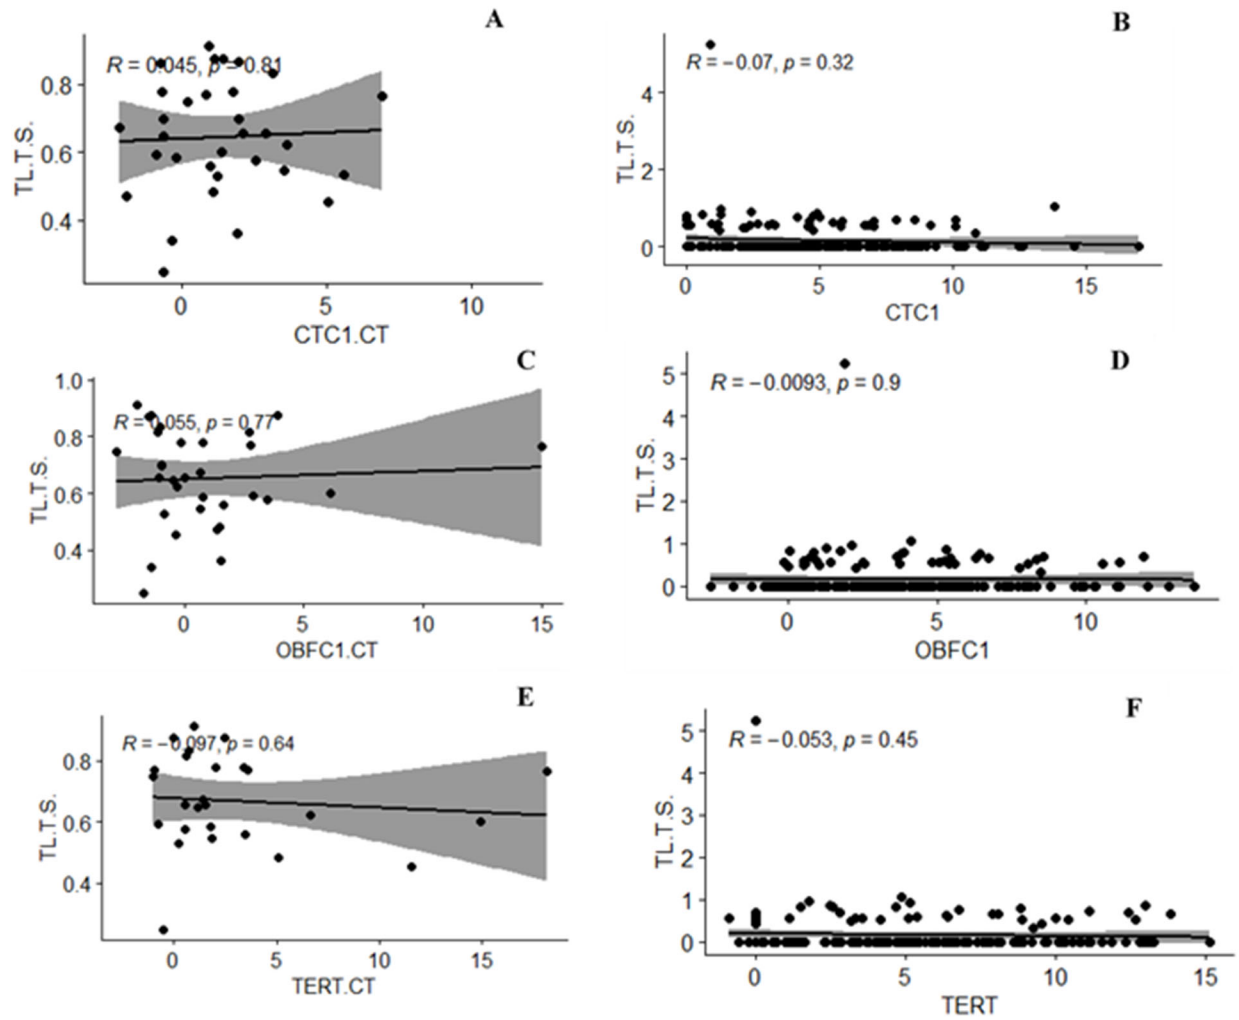 A
R = 0.045, p = 0.81
TL.T.S.
0.8
0.6
0.4
0 5 10
CTC1.CT
B
R = −0.07, p = 0.32
TL.T.S.
4
2
0
0 5 10 15
CTC1
C
R = 0.055, p = 0.77
TL.T.S.
1.0
0.8
0.6
0.4
0 5 10 15
OBFC1.CT
D
R = −0.0093, p = 0.9
TL.T.S.
5
4
3
2
1
0
0 5 10
OBFC1
E
R = −0.097, p = 0.64
TL.T.S.
0.8
0.6
0.4
0 5 10 15
TERT.CT
F
R = −0.053, p = 0.45
TL.T.S.
5
4
3
2
1
0
0 5 10 15
TERT